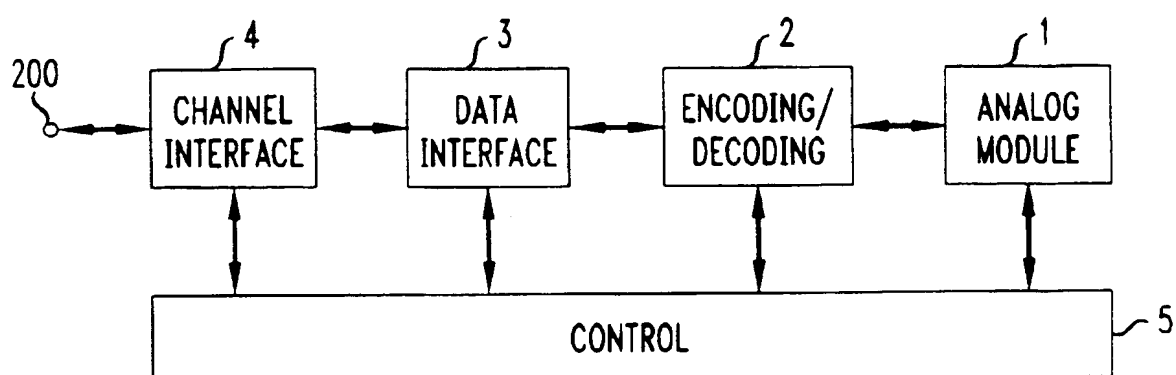 4
3
2
1
200
CHANNEL
INTERFACE
DATA
INTERFACE
ENCODING/
DECODING
ANALOG
MODULE
CONTROL
5